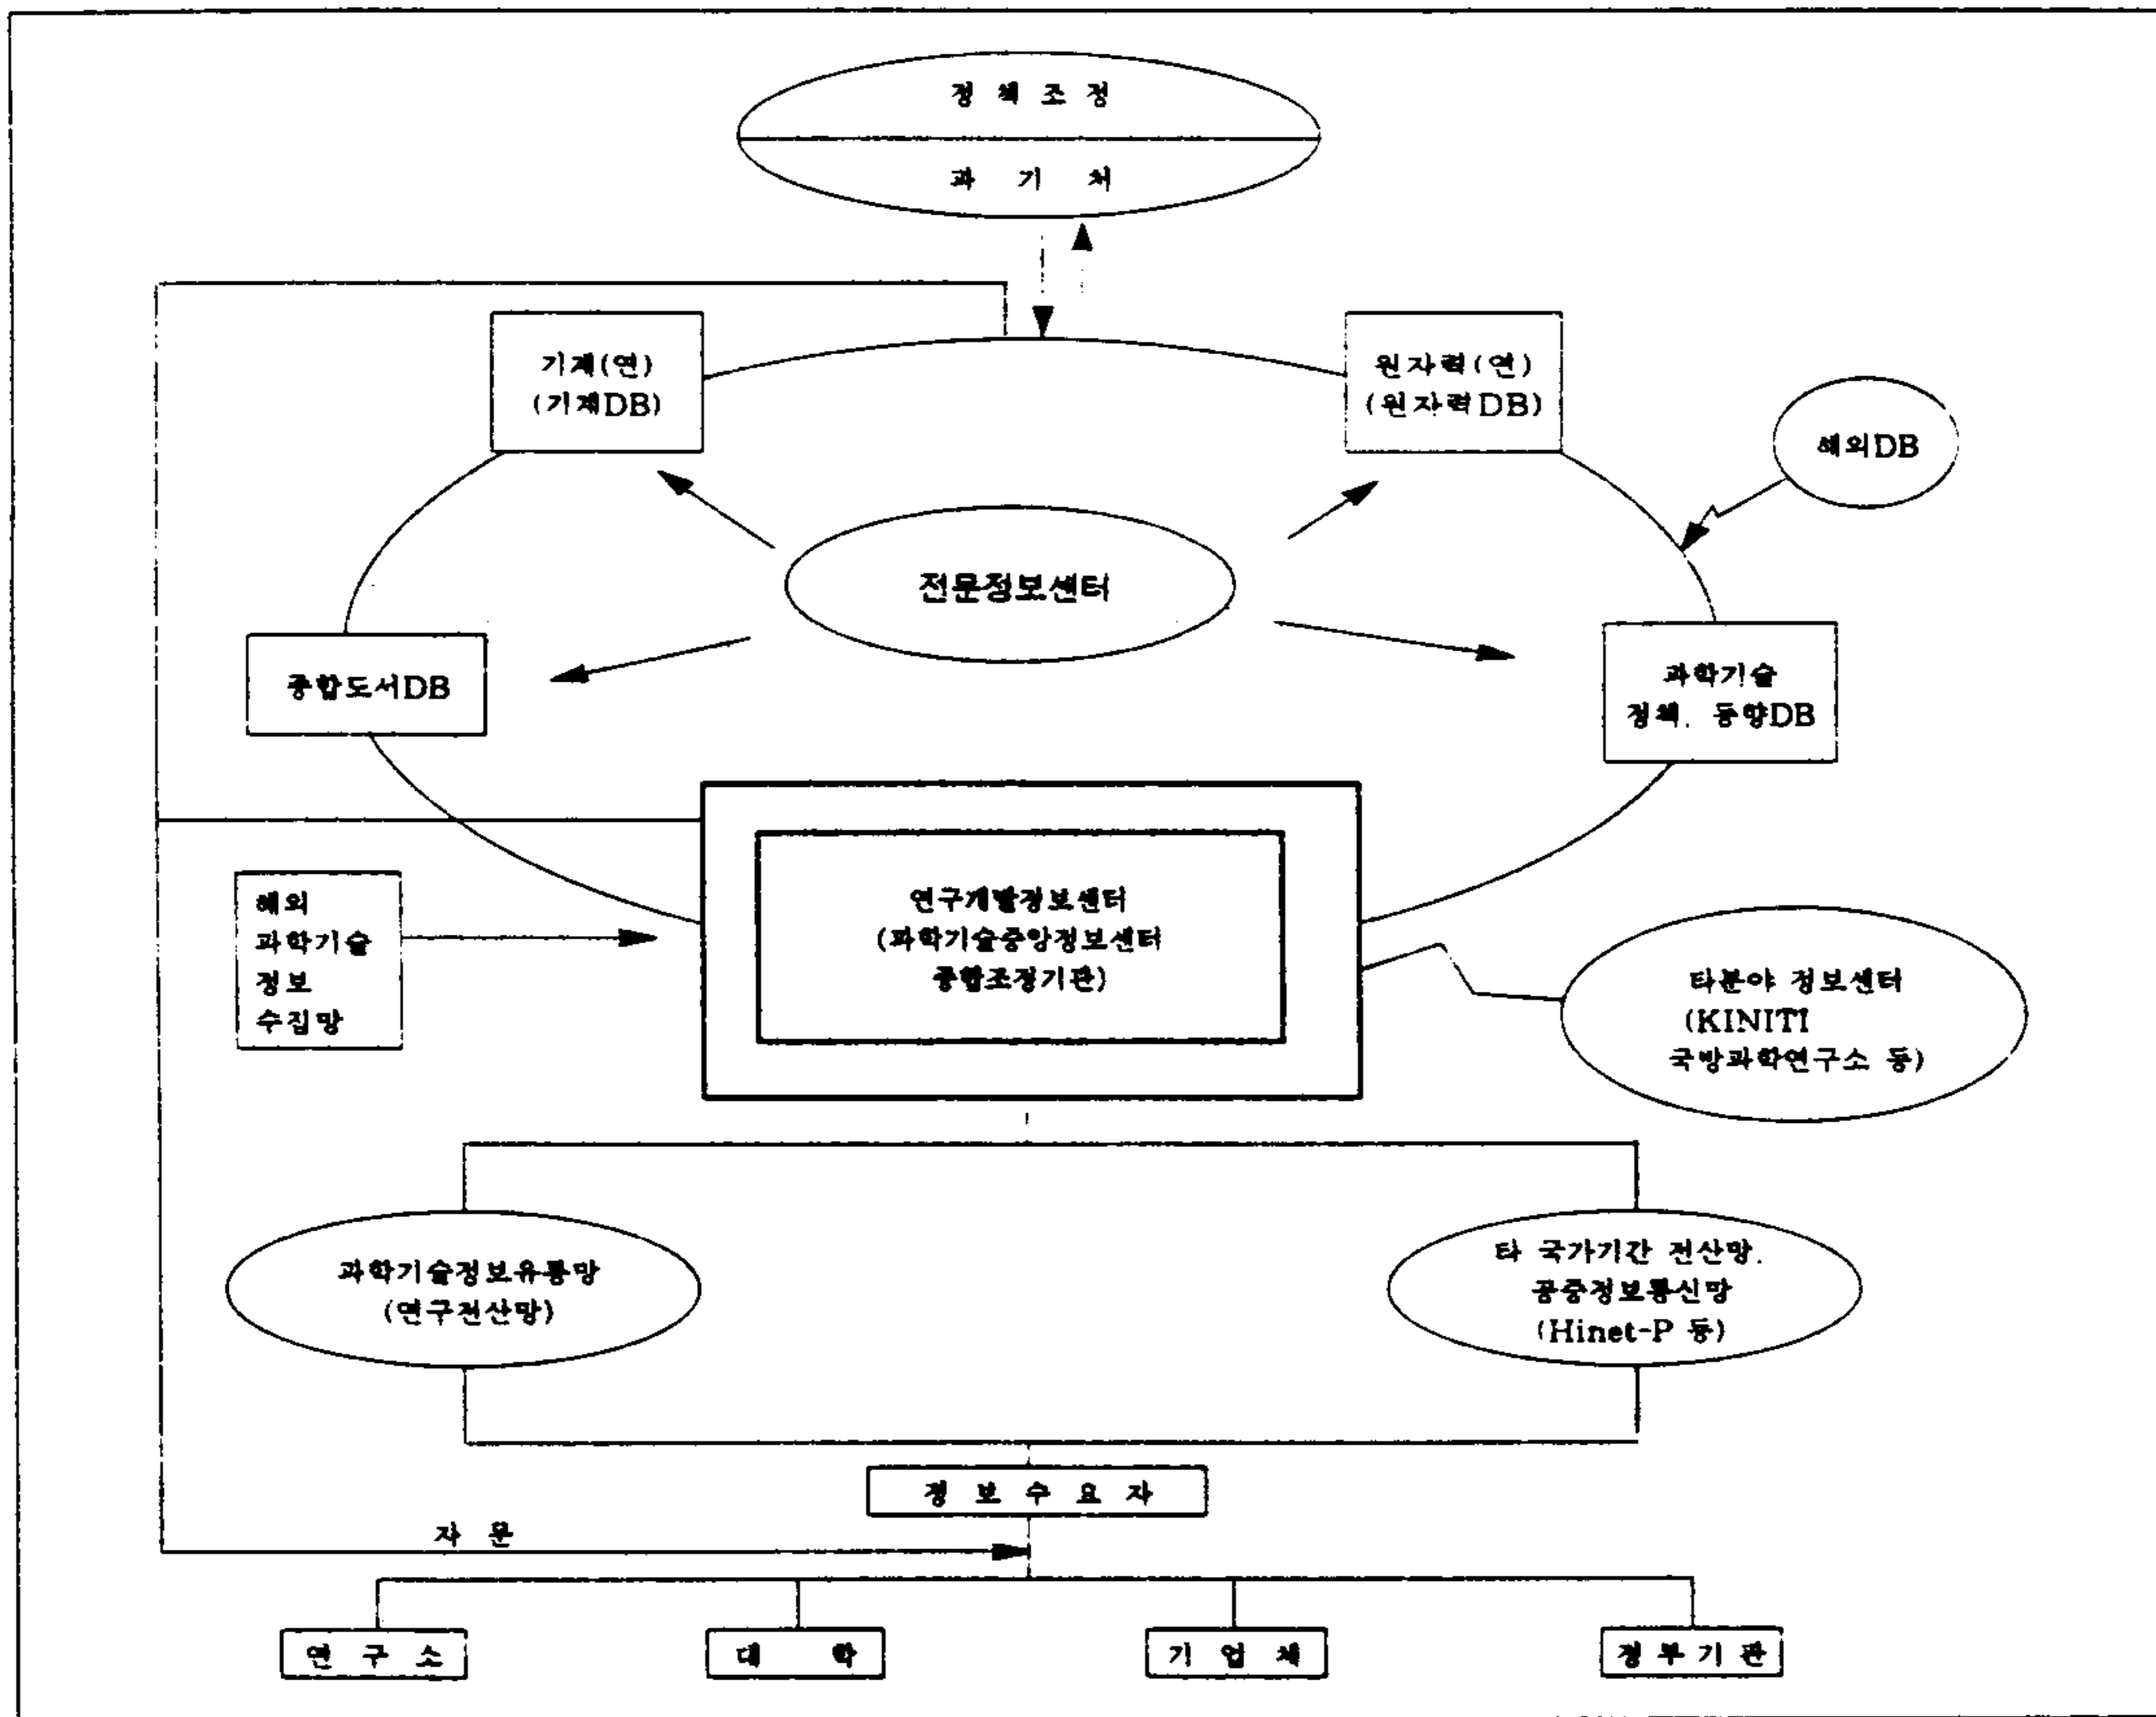 정 책 조 정
과 기 처
기계(연)
(기계DB)
원자력(연)
(원자력DB)
해외DB
전문정보센터
종합도서DB
과학기술
정책, 동향DB
해외
과학기술
정보
수집망
연구개발정보센터
(과학기술중앙정보센터
종합조정기관)
타분야 정보센터
(KINITI
국방과학연구소 등)
과학기술정보유통망
(연구전산망)
타 국가기간 전산망,
공중정보통신망
(Hinet-P 등)
정 보 수 요 자
자 문
연 구 소
대 학
기 업 체
정 부 기 관